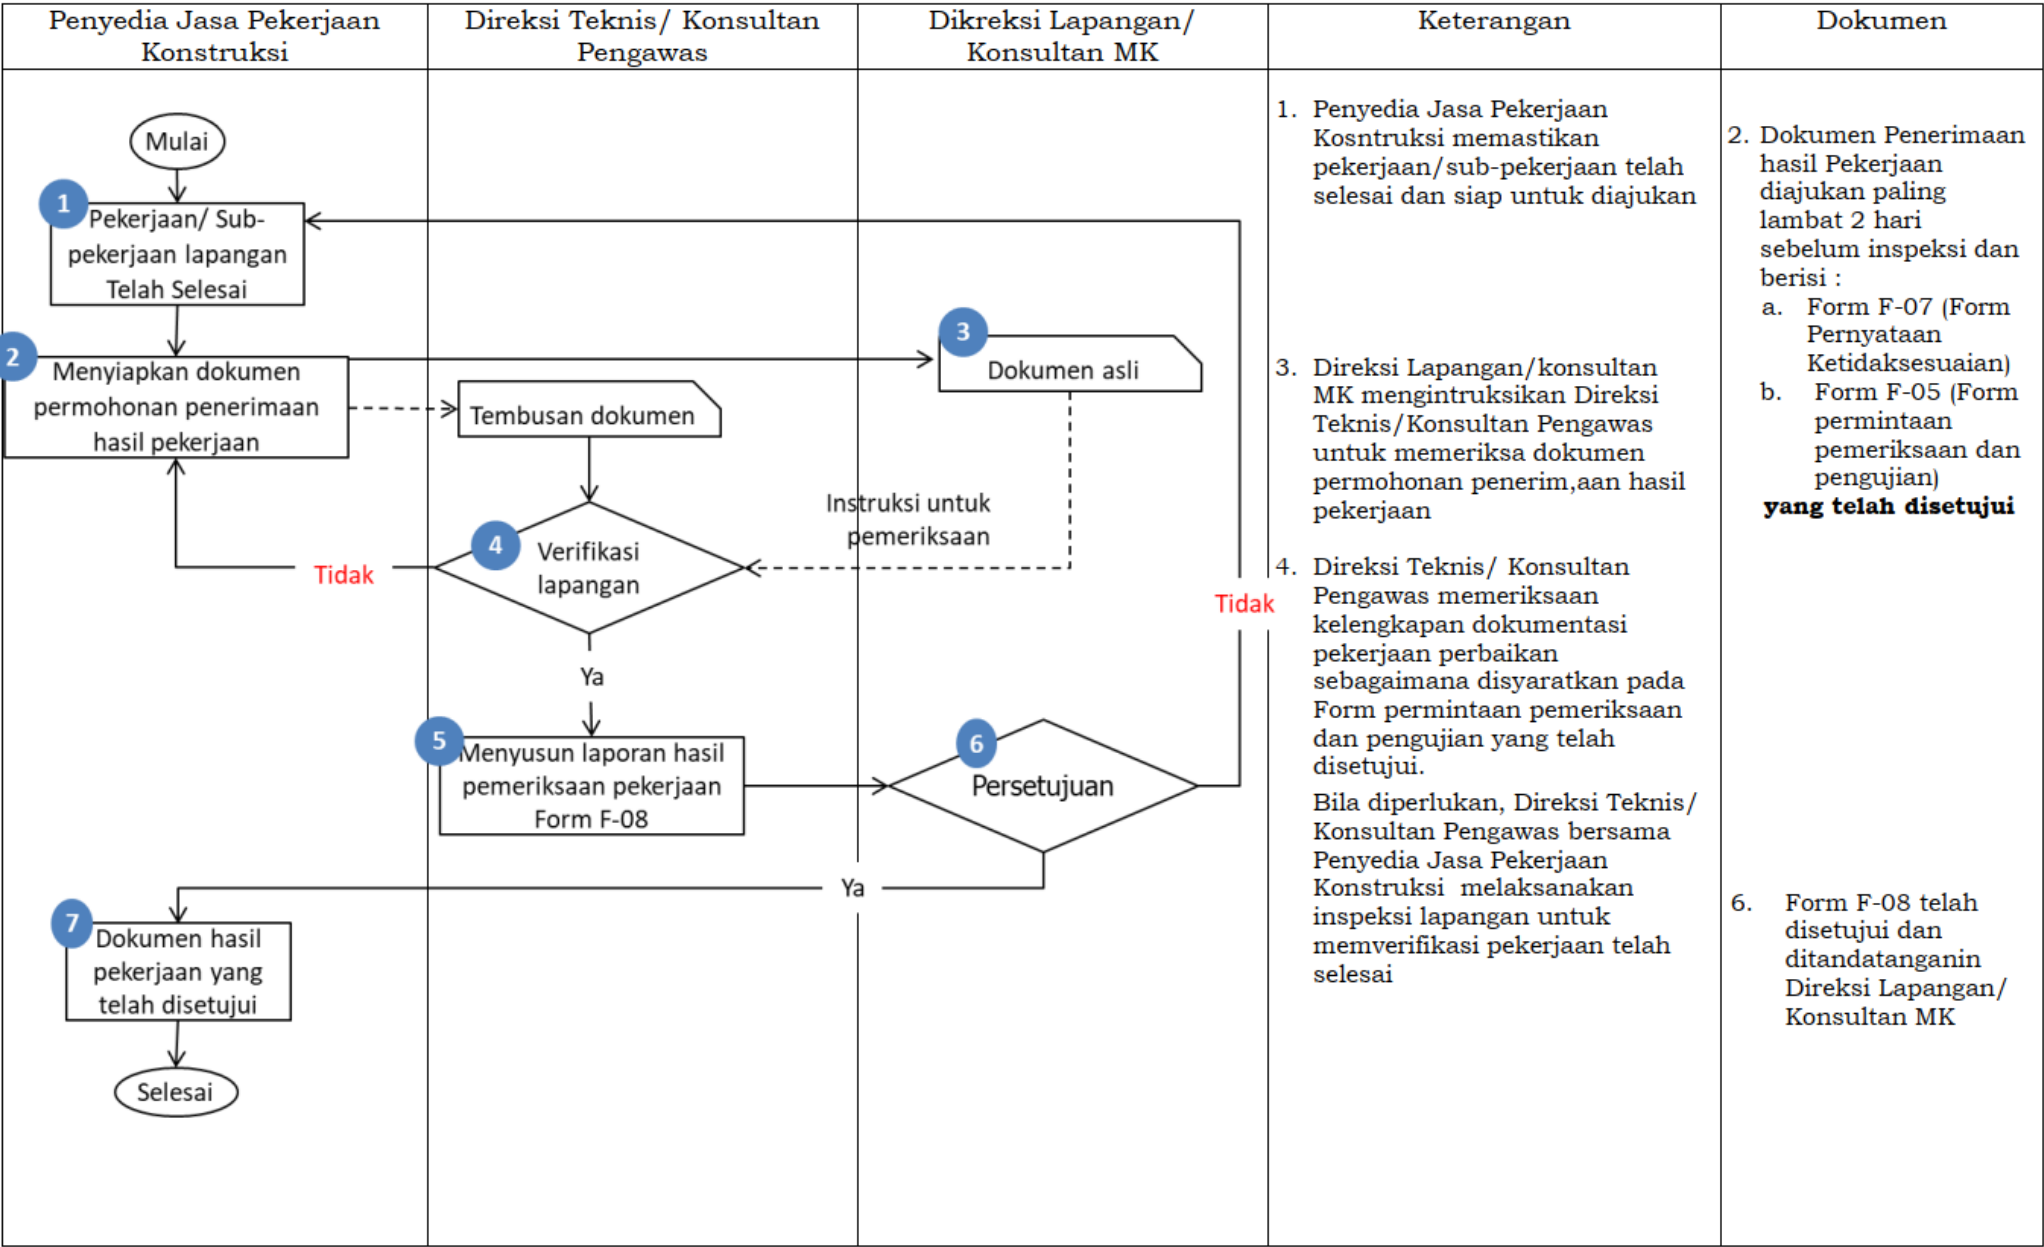 Penyedia Jasa Pekerjaan
Konstruksi
Direksi Teknis/ Konsultan
Pengawas
Dikreksi Lapangan/
Konsultan MK
Keterangan
Dokumen
Mulai
1
Pekerjaan/ Sub-
pekerjaan lapangan
Telah Selesai
2
Menyiapkan dokumen
permohonan penerimaan
hasil pekerjaan
Tembusan dokumen
3
Dokumen asli
Instruksi untuk
pemeriksaan
4
Verifikasi
lapangan
Tidak
Ya
5
Menyusun laporan hasil
pemeriksaan pekerjaan
Form F-08
6
Persetujuan
Tidak
Ya
7
Dokumen hasil
pekerjaan yang
telah disetujui
Selesai
1. Penyedia Jasa Pekerjaan
Kosntruksi memastikan
pekerjaan/sub-pekerjaan telah
selesai dan siap untuk diajukan
3. Direksi Lapangan/konsultan
MK mengintruksikan Direksi
Teknis/Konsultan Pengawas
untuk memeriksa dokumen
permohonan penerim,aan hasil
pekerjaan
4. Direksi Teknis/ Konsultan
Pengawas memeriksaan
kelengkapan dokumentasi
pekerjaan perbaikan
sebagaimana disyaratkan pada
Form permintaan pemeriksaan
dan pengujian yang telah
disetujui.
Bila diperlukan, Direksi Teknis/
Konsultan Pengawas bersama
Penyedia Jasa Pekerjaan
Konstruksi melaksanakan
inspeksi lapangan untuk
memverifikasi pekerjaan telah
selesai
2. Dokumen Penerimaan
hasil Pekerjaan
diajukan paling
lambat 2 hari
sebelum inspeksi dan
berisi :
a. Form F-07 (Form
Pernyataan
Ketidaksesuaian)
b. Form F-05 (Form
permintaan
pemeriksaan dan
pengujian)
yang telah disetujui
6. Form F-08 telah
disetujui dan
ditandatanganin
Direksi Lapangan/
Konsultan MK